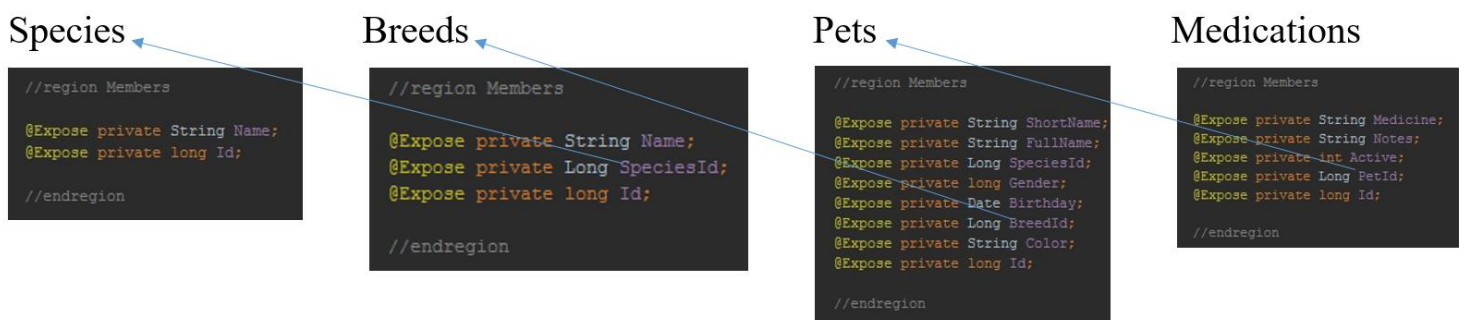 Species
//region Members
@Expose private String Name;
@Expose private long Id;
//endregion
Breeds
//region Members
@Expose private String Name;
@Expose private Long SpeciesId;
@Expose private long Id;
//endregion
Pets
//region Members
@Expose private String ShortName;
@Expose private String FullName;
@Expose private Long SpeciesId;
@Expose private long Gender;
@Expose private Date Birthday;
@Expose private Long BreedId;
@Expose private String Color;
@Expose private long Id;
//endregion
Medications
//region Members
@Expose private String Medicine;
@Expose private String Notes;
@Expose private int Active;
@Expose private Long PetId;
@Expose private long Id;
//endregion